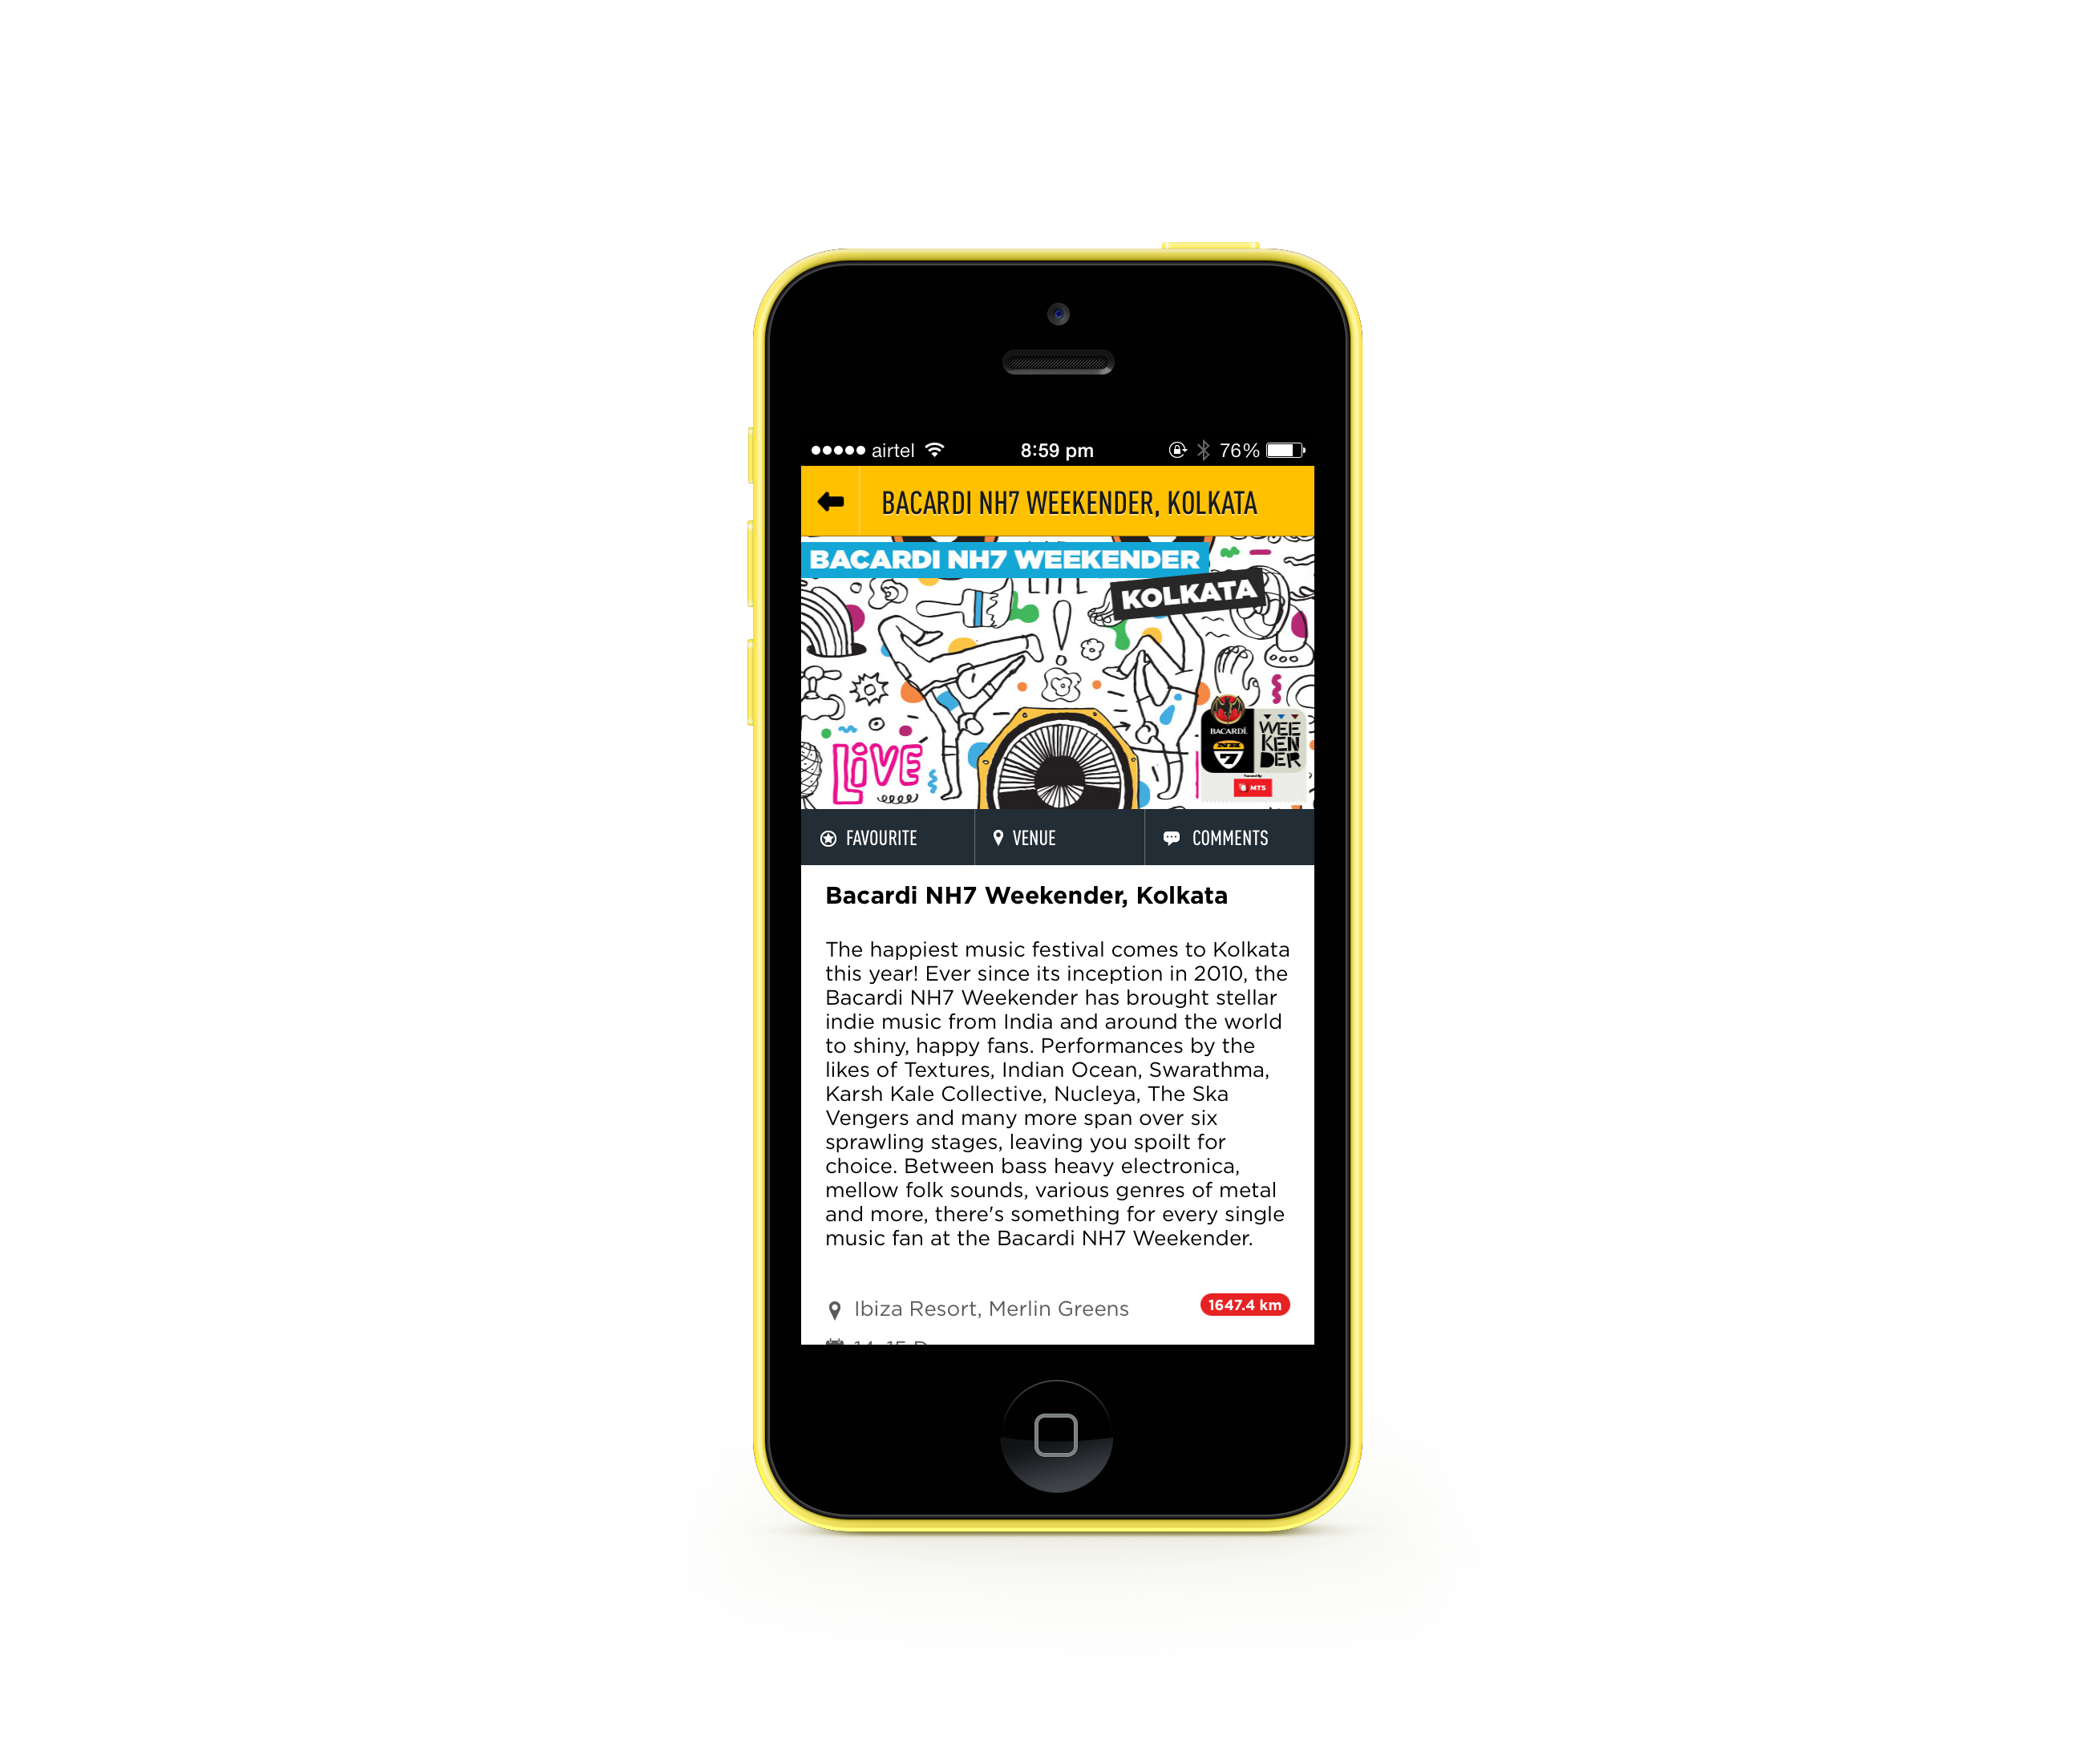 airtel 8:59 pm 76%
BACARDI NH7 WEEKENDER, KOLKATA
BACARDI NH7 WEEKENDER
LIFE
KOLKATA
!
LIVE
BACARDI
NH
7
WEE
KEN
DER
Powered By
MTS
FAVOURITE VENUE COMMENTS
Bacardi NH7 Weekender, Kolkata
The happiest music festival comes to Kolkata
this year! Ever since its inception in 2010, the
Bacardi NH7 Weekender has brought stellar
indie music from India and around the world
to shiny, happy fans. Performances by the
likes of Textures, Indian Ocean, Swarathma,
Karsh Kale Collective, Nucleya, The Ska
Vengers and many more span over six
sprawling stages, leaving you spoilt for
choice. Between bass heavy electronica,
mellow folk sounds, various genres of metal
and more, there's something for every single
music fan at the Bacardi NH7 Weekender.
Ibiza Resort, Merlin Greens 1647.4 km